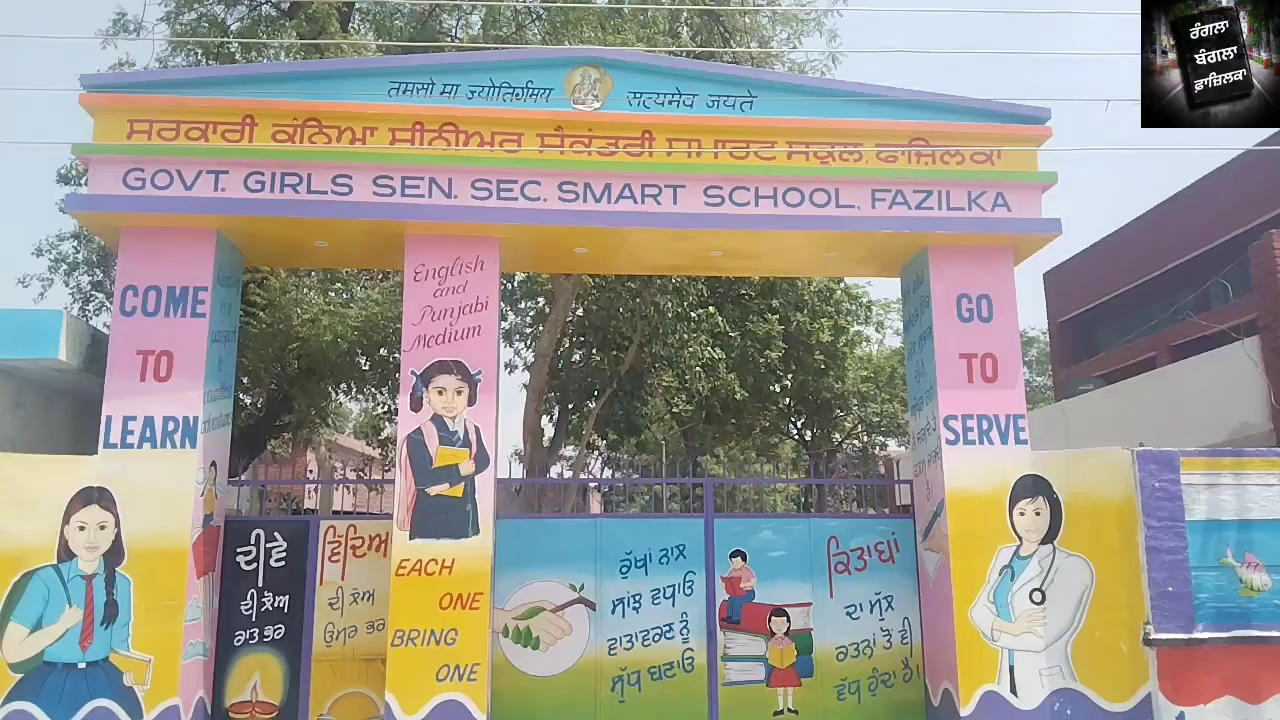 ਰੰਗਲਾ
ਬੰਗਲਾ
ਫ਼ਾਜ਼ਿਲਕਾ
तमसो मा ज्योतिर्गमय सत्यमेव जयते
ਸਰਕਾਰੀ ਕੰਨਿਆ ਸੀਨੀਅਰ ਸੈਕੰਡਰੀ ਸਮਾਰਟ ਸਕੂਲ, ਫਾਜ਼ਿਲਕਾ
GOVT. GIRLS SEN. SEC. SMART SCHOOL, FAZILKA
COME
TO
LEARN
English
and
Punjabi
Medium
GO
TO
SERVE
ਦੀਵੇ
ਦੀ ਲੋਅ
ਰਾਤ ਭਰ
ਵਿੱਦਿਆ
ਦੀ ਲੋਅ
ਉਮਰ ਭਰ
EACH
ONE
BRING
ONE
ਰੁੱਖਾਂ ਨਾਲ
ਸਾਂਝ ਵਧਾਓ
ਵਾਤਾਵਰਣ ਨੂੰ
ਸ਼ੁੱਧ ਬਣਾਓ
ਕਿਤਾਬਾਂ
ਦਾ ਮੁੱਲ
ਰਤਨਾਂ ਤੋਂ ਵੀ
ਵੱਧ ਹੁੰਦਾ ਹੈ।